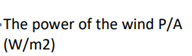 The power of the wind P/A
(W/m2)